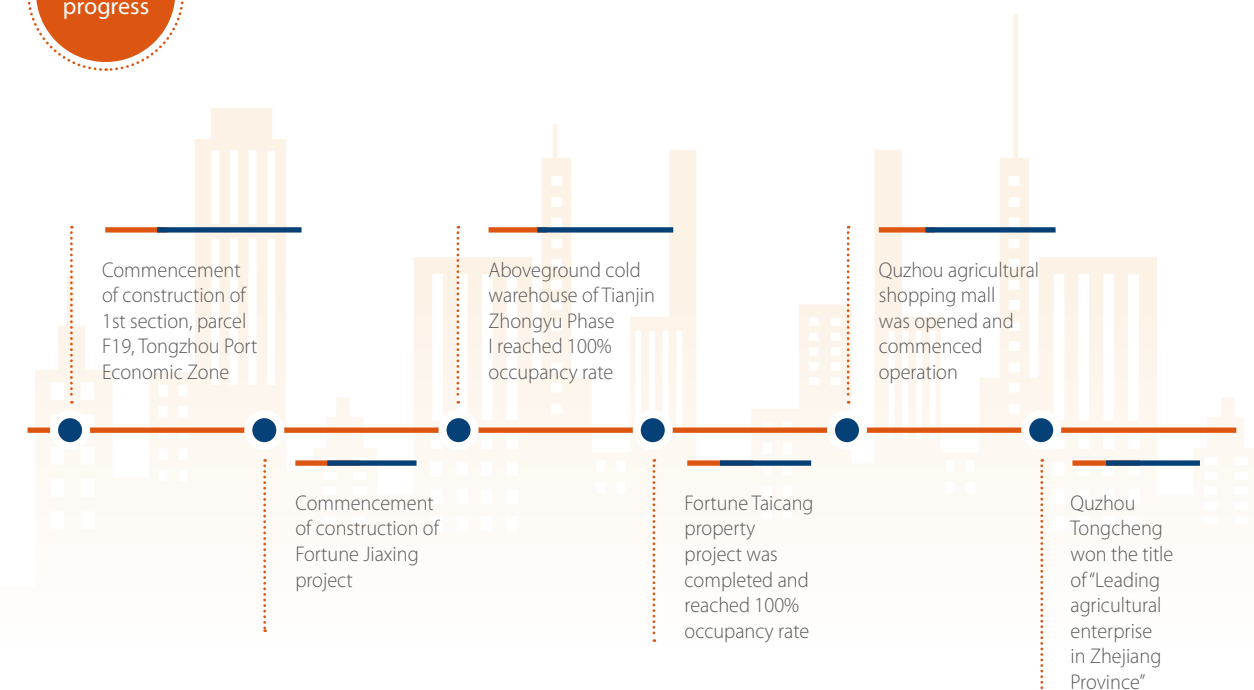 progress
Commencement
of construction of
1st section, parcel
F19, Tongzhou Port
Economic Zone
Commencement
of construction of
Fortune Jiaxing
project
Aboveground cold
warehouse of Tianjin
Zhongyu Phase
I reached 100%
occupancy rate
Fortune Taicang
property
project was
completed and
reached 100%
occupancy rate
Quzhou agricultural
shopping mall
was opened and
commenced
operation
Quzhou
Tongcheng
won the title
of “Leading
agricultural
enterprise
in Zhejiang
Province”